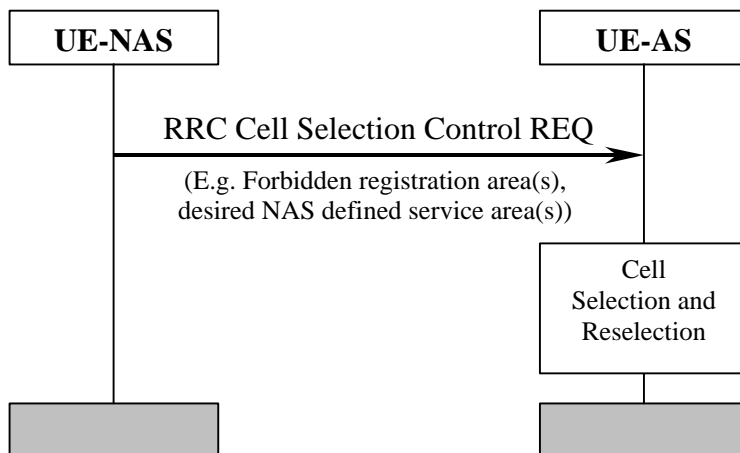 UE-NAS
UE-AS
RRC Cell Selection Control REQ
(E.g. Forbidden registration area(s),
desired NAS defined service area(s))
Cell
Selection and
Reselection